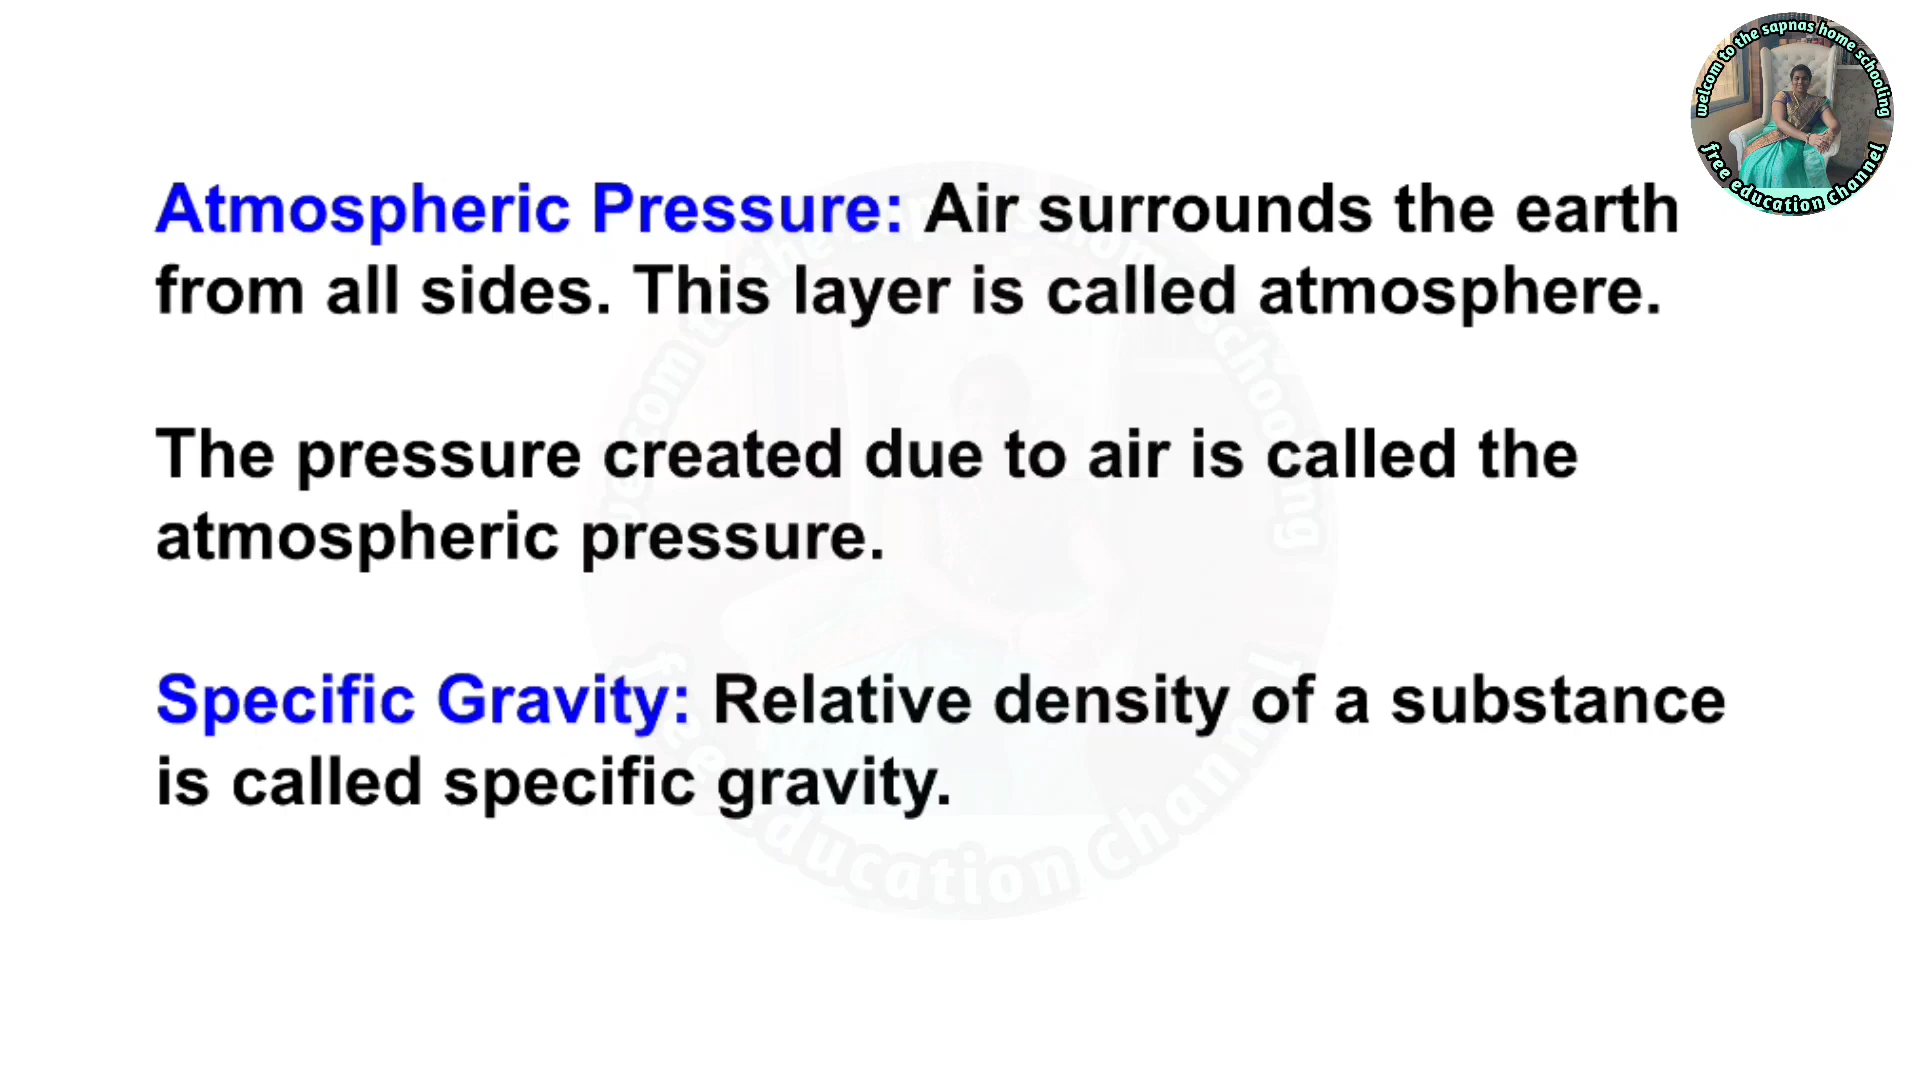 welcom to the sapnas home schooling
free education channel
Atmospheric Pressure: Air surrounds the earth
from all sides. This layer is called atmosphere.
The pressure created due to air is called the
atmospheric pressure.
Specific Gravity: Relative density of a substance
is called specific gravity.